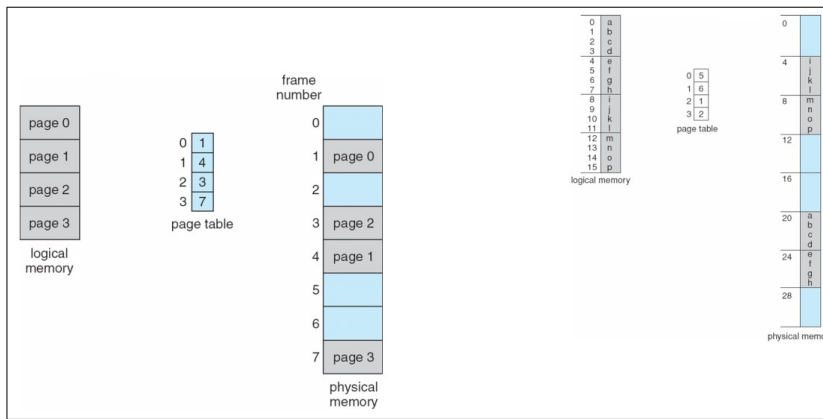 page 0
page 1
page 2
page 3
logical
memory
0 1
1 4
2 3
3 7
page table
frame
number
0
1 page 0
2
3 page 2
4 page 1
5
6
7 page 3
physical
memory
0 a
1 b
2 c
3 d
4 e
5 f
6 g
7 h
8 i
9 j
10 k
11 l
12 m
13 n
14 o
15 p
logical memory
0 5
1 6
2 1
3 2
page table
0
4 i
j
k
l
8 m
n
o
p
12
16
20 a
b
c
d
24 e
f
g
h
28
physical memo